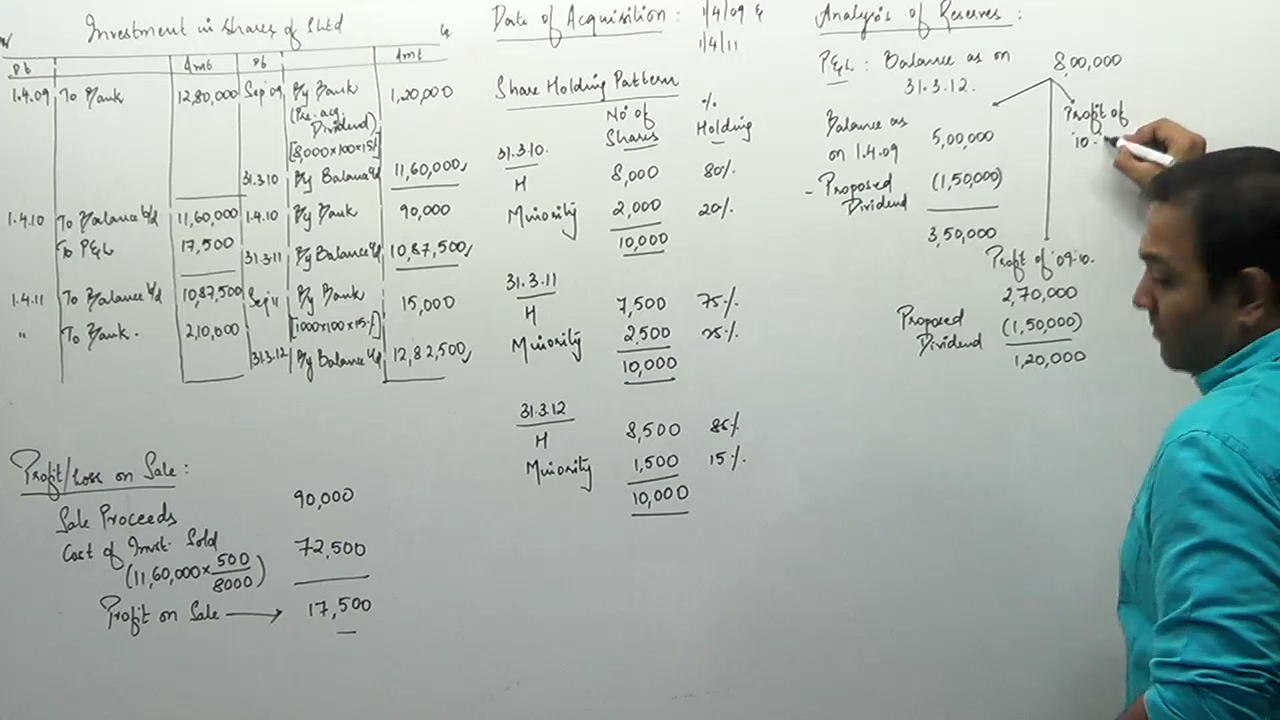 Investment in Shares of S Ltd
Dt Amt Dt Amt
1.4.09 To Bank 12,80,000 Sep'09 By Bank 1,20,000
(Pre-acq.
Dividend)
[8,000x100x15%]
31.3.10 By Balance c/d 11,60,000
1.4.10 To Balance b/d 11,60,000 1.4.10 By Bank 90,000
To P&L 17,500
31.3.11 By Balance c/d 10,87,500
1.4.11 To Balance b/d 10,87,500 Sep'11 By Bank 15,000
" To Bank. 2,10,000 [1000x100x15%]
31.3.12 By Balance c/d 12,82,500
Profit/Loss on Sale:
Sale Proceeds 90,000
Cost of Invst. Sold 72,500
(11,60,000 x 500/8000)
Profit on Sale → 17,500
Date of Acquisition: 1/4/09 &
1/4/11
Share Holding Pattern
No of Shares % Holding
31.3.10.
H 8,000 80%
Minority 2,000 20%
10,000
31.3.11
H 7,500 75%
Minority 2,500 25%
10,000
31.3.12
H 8,500 85%
Minority 1,500 15%
10,000
Analysis of Reserves:
P&L: Balance as on 8,00,000
31.3.12.
Balance as
on 1.4.09 5,00,000
- Proposed
Dividend (1,50,000)
3,50,000
Profit of '09-10.
2,70,000
Proposed
Dividend (1,50,000)
1,20,000
Profit of
'10-